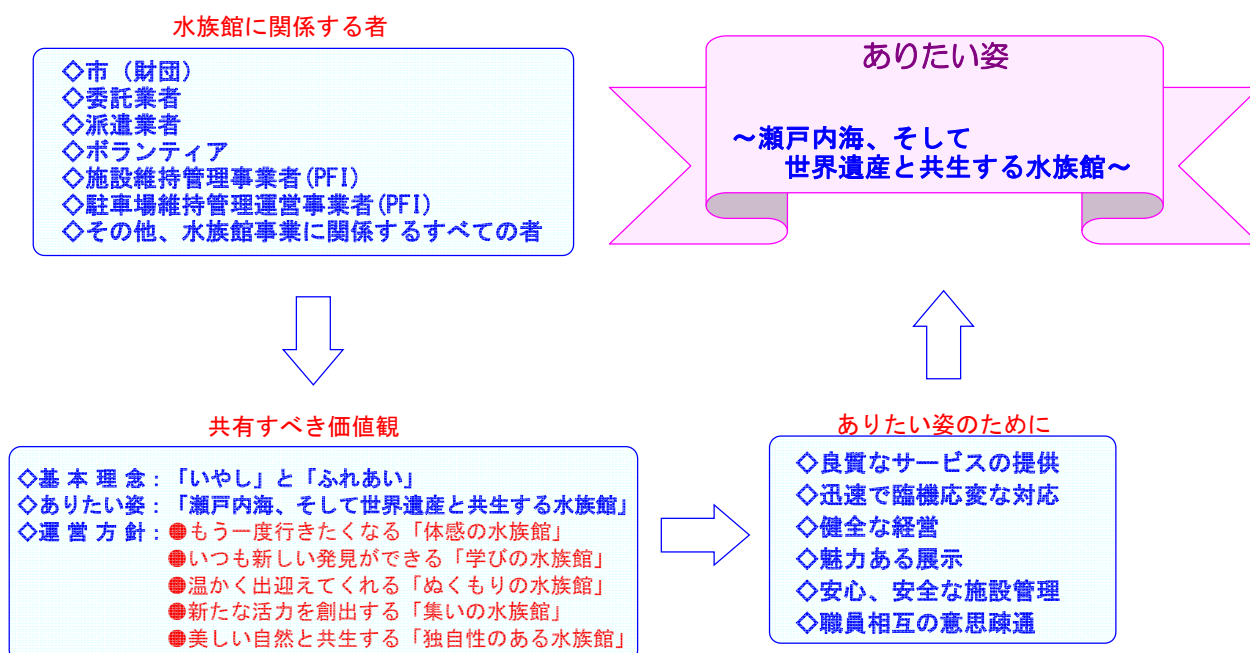 水族館に関係する者
◇市（財団）
◇委託業者
◇派遣業者
◇ボランティア
◇施設維持管理事業者(PFI)
◇駐車場維持管理運営事業者(PFI)
◇その他、水族館事業に関係するすべての者
ありたい姿
～瀬戸内海、そして
世界遺産と共生する水族館～
共有すべき価値観
◇基本理念：「いやし」と「ふれあい」
◇ありたい姿：「瀬戸内海、そして世界遺産と共生する水族館」
◇運営方針：●もう一度行きたくなる「体感の水族館」
●いつも新しい発見ができる「学びの水族館」
●温かく出迎えてくれる「ぬくもりの水族館」
●新たな活力を創出する「集いの水族館」
●美しい自然と共生する「独自性のある水族館」
ありたい姿のために
◇良質なサービスの提供
◇迅速で臨機応変な対応
◇健全な経営
◇魅力ある展示
◇安心、安全な施設管理
◇職員相互の意思疎通